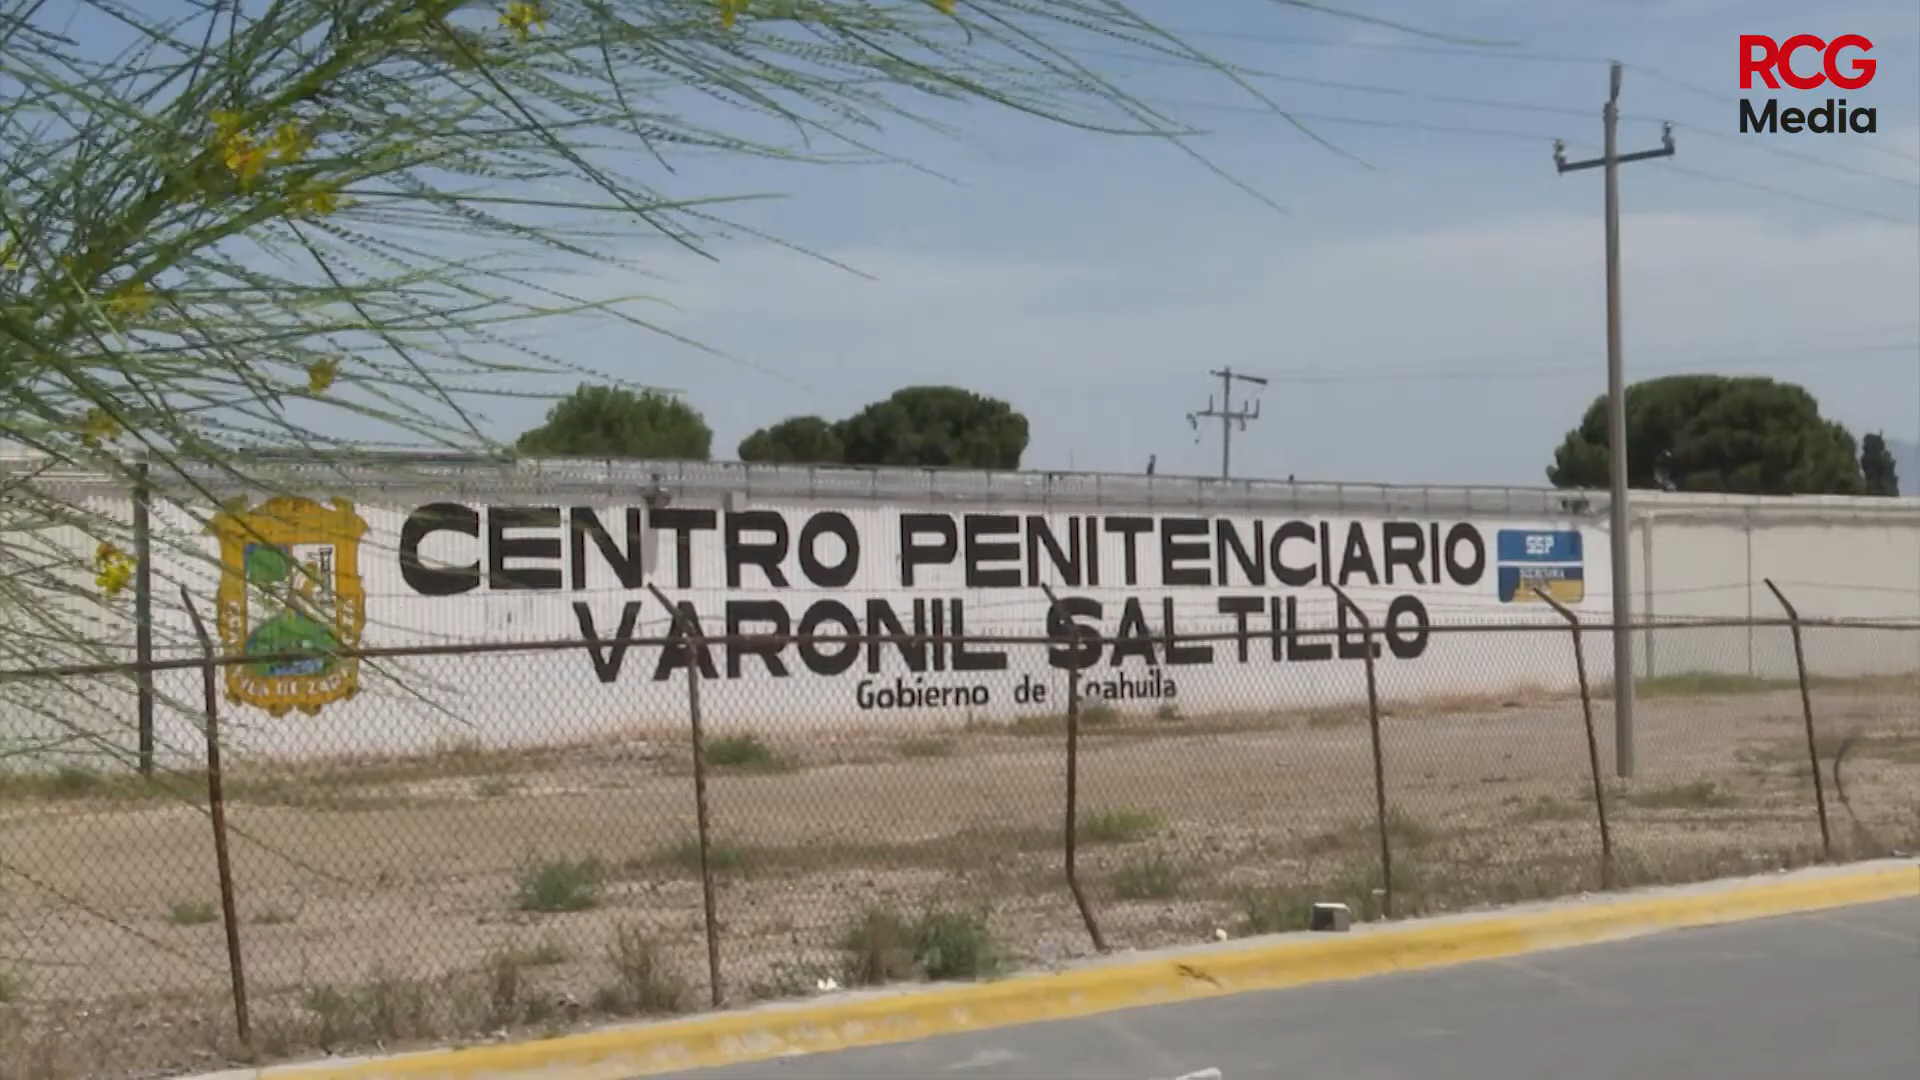 RCG
Media
CENTRO PENITENCIARIO
VARONIL SALTILLO
Gobierno de Coahuila
SSP